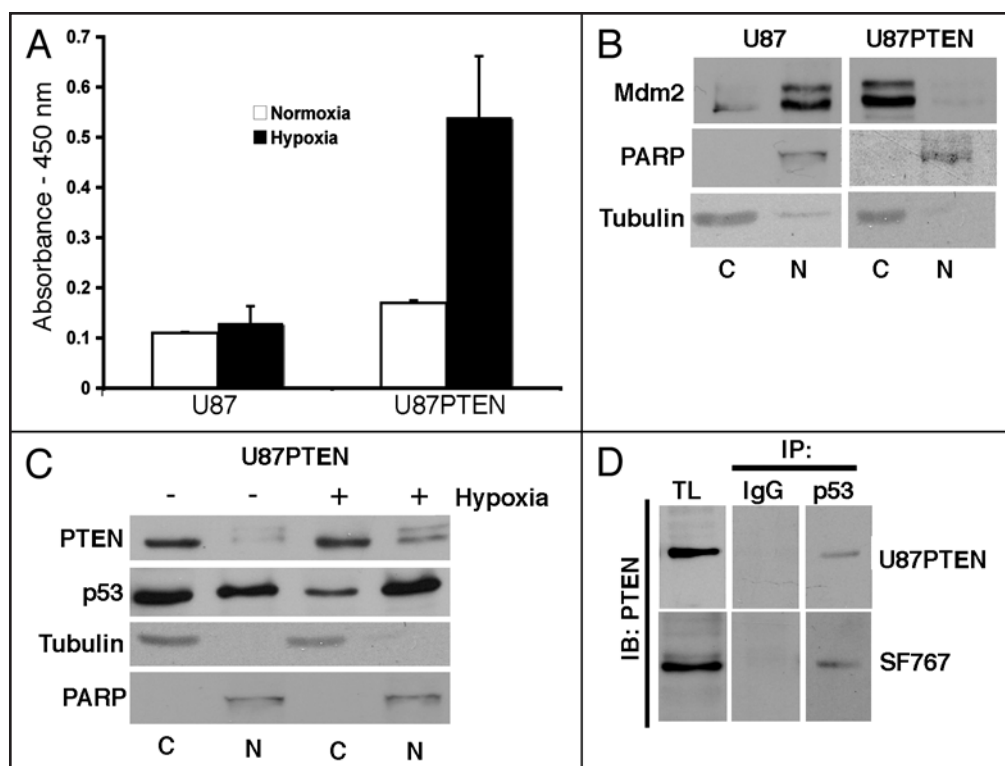 A
Absorbance - 450 nm
0.7
0.6
0.5
0.4
0.3
0.2
0.1
0
Normoxia
Hypoxia
U87
U87PTEN
B
U87 U87PTEN
Mdm2
PARP
Tubulin
C N C N
C
U87PTEN
- - + + Hypoxia
PTEN
p53
Tubulin
PARP
C N C N
D
IP:
TL IgG p53
IB: PTEN
U87PTEN
SF767